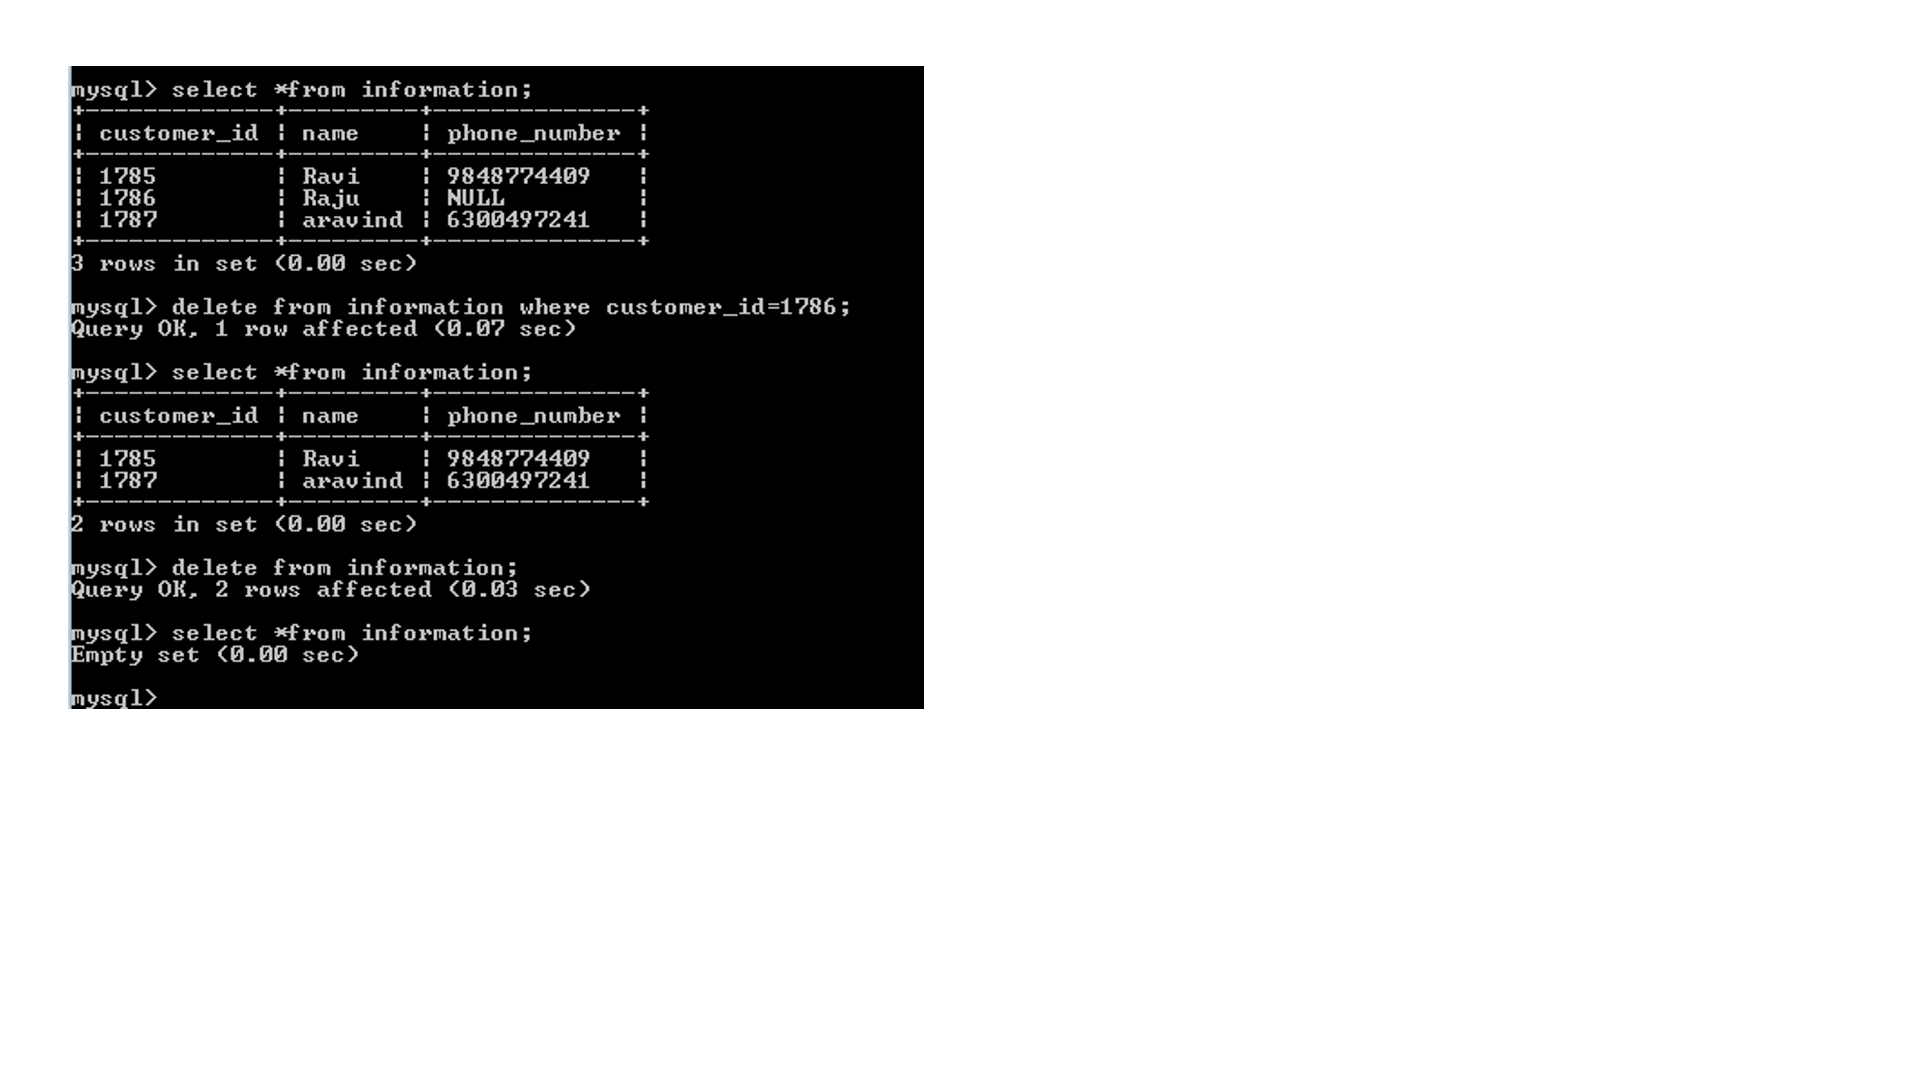 mysql> select *from information;
+-------------+---------+--------------+
| customer_id | name    | phone_number |
+-------------+---------+--------------+
| 1785        | Ravi    | 9848774409   |
| 1786        | Raju    | NULL         |
| 1787        | aravind | 6300497241   |
+-------------+---------+--------------+
3 rows in set (0.00 sec)
mysql> delete from information where customer_id=1786;
Query OK, 1 row affected (0.07 sec)
mysql> select *from information;
+-------------+---------+--------------+
| customer_id | name    | phone_number |
+-------------+---------+--------------+
| 1785        | Ravi    | 9848774409   |
| 1787        | aravind | 6300497241   |
+-------------+---------+--------------+
2 rows in set (0.00 sec)
mysql> delete from information;
Query OK, 2 rows affected (0.03 sec)
mysql> select *from information;
Empty set (0.00 sec)
mysql>